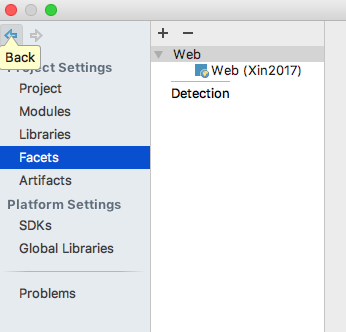 Back
Project Settings
Project
Modules
Libraries
Facets
Artifacts
Platform Settings
SDKs
Global Libraries
Problems
Web
Web (Xin2017)
Detection